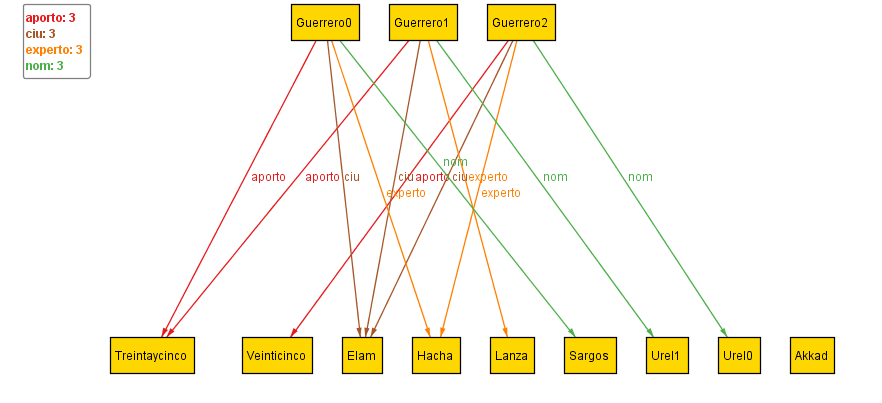 aporto: 3
ciu: 3
experto: 3
nom: 3
Guerrero0 Guerrero1 Guerrero2
nom
aporto aporto ciu ciu aporto ciu experto nom nom
experto experto
Treintaycinco Veinticinco Elam Hacha Lanza Sargos Urel1 Urel0 Akkad